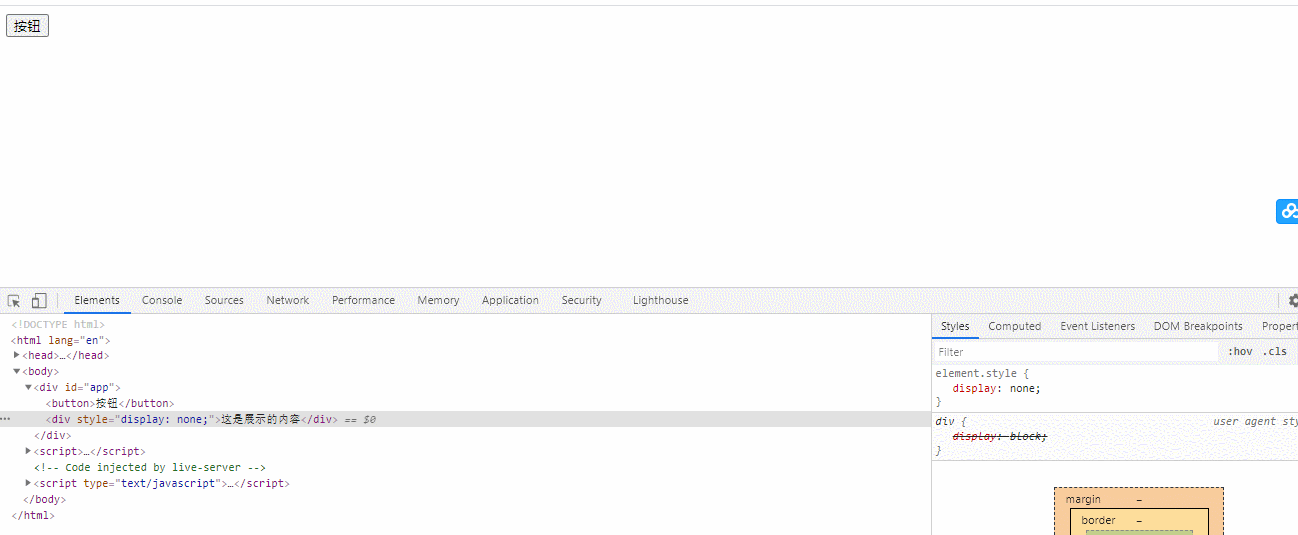 按钮
Elements Console Sources Network Performance Memory Application Security Lighthouse
<!DOCTYPE html>
<html lang="en">
<head>…</head>
<body>
<div id="app">
<button>按钮</button>
<div style="display: none;">这是展示的内容</div> == $0
</div>
<script>…</script>
<!-- Code injected by live-server -->
<script type="text/javascript">…</script>
</body>
</html>
Styles Computed Event Listeners DOM Breakpoints Propert
Filter :hov .cls
element.style {
display: none;
}
div { user agent sty
display: block;
}
margin –
border –